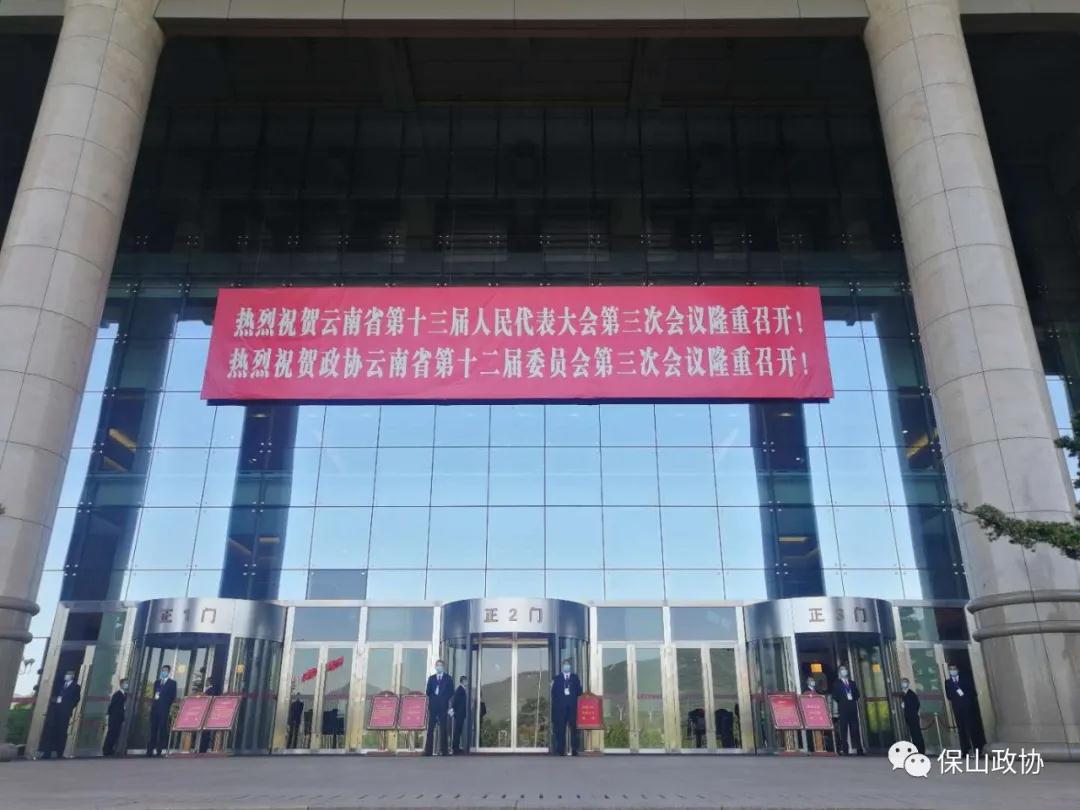 热烈祝贺云南省第十三届人民代表大会第三次会议隆重召开！
热烈祝贺政协云南省第十二届委员会第三次会议隆重召开！
正1门
正2门
正3门
保山政协